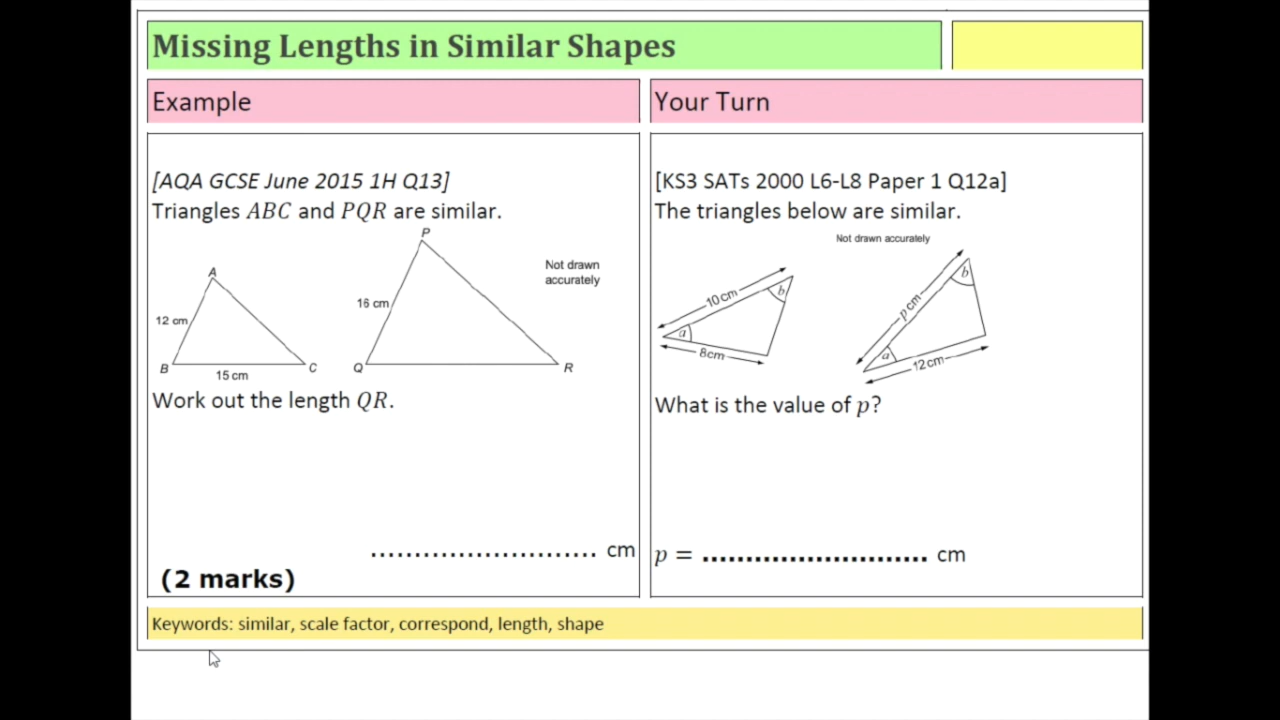 Missing Lengths in Similar Shapes
Example
[AQA GCSE June 2015 1H Q13]
Triangles ABC and PQR are similar.
P
A
Not drawn
accurately
16 cm
12 cm
B
C
Q
R
15 cm
Work out the length QR.
.......................... cm
(2 marks)
Your Turn
[KS3 SATs 2000 L6-L8 Paper 1 Q12a]
The triangles below are similar.
Not drawn accurately
10 cm
b
a
8cm
b
p cm
a
12 cm
What is the value of p?
p = .......................... cm
Keywords: similar, scale factor, correspond, length, shape